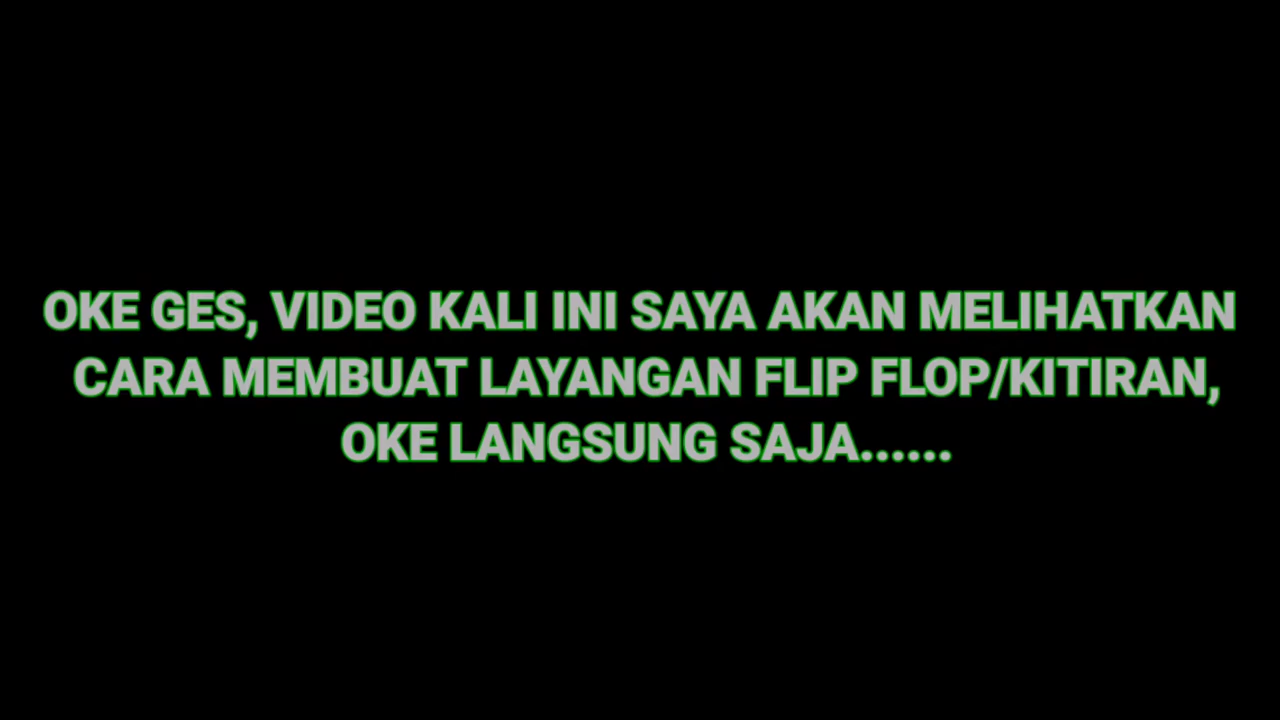 OKE GES, VIDEO KALI INI SAYA AKAN MELIHATKAN
CARA MEMBUAT LAYANGAN FLIP FLOP/KITIRAN,
OKE LANGSUNG SAJA......